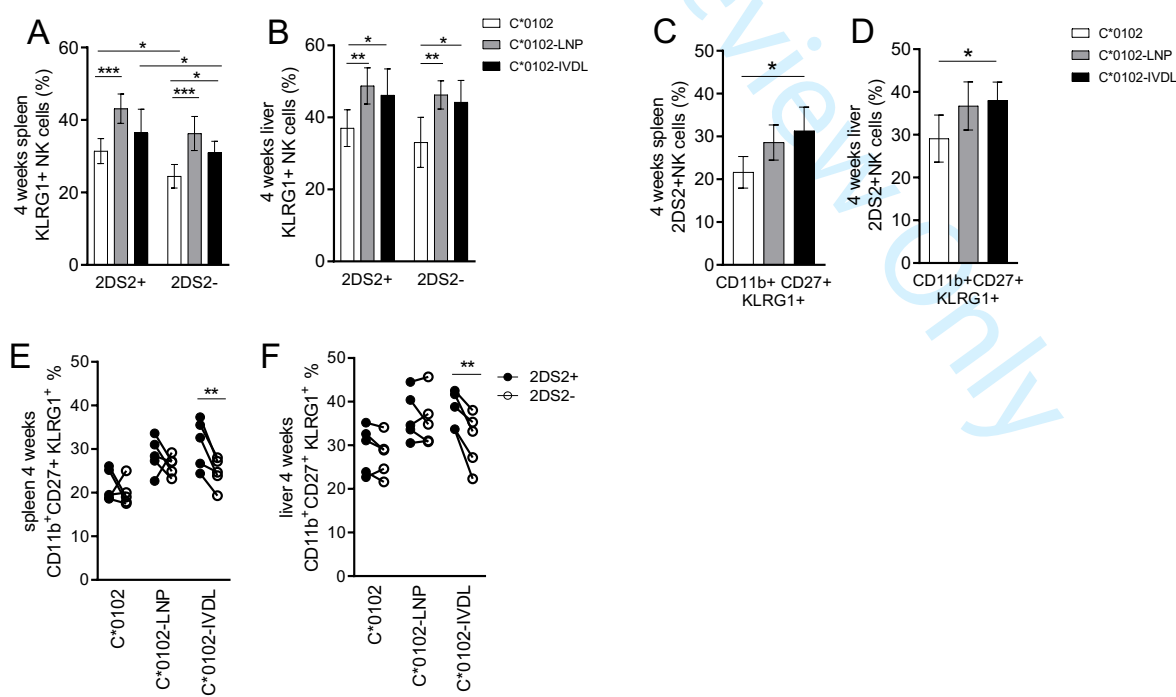 A
4 weeks spleen
KLRG1+ NK cells (%)
60
40
20
0
*
*
***
*
***
2DS2+ 2DS2-
B
C*0102
C*0102-LNP
C*0102-IVDL
4 weeks liver
KLRG1+ NK cells (%)
60
40
20
0
*
**
*
**
2DS2+ 2DS2-
C
4 weeks spleen
2DS2+NK cells (%)
50
40
30
20
10
0
*
CD11b+ CD27+
KLRG1+
D
4 weeks liver
2DS2+NK cells (%)
50
40
30
20
10
0
*
CD11b+CD27+
KLRG1+
C*0102
C*0102-LNP
C*0102-IVDL
E
spleen 4 weeks
CD11b⁺CD27+ KLRG1⁺ %
50
40
30
20
10
0
**
C*0102
C*0102-LNP
C*0102-IVDL
F
liver 4 weeks
CD11b⁺CD27⁺ KLRG1⁺ %
50
40
30
20
10
0
**
2DS2+
2DS2-
C*0102
C*0102-LNP
C*0102-IVDL
view Only